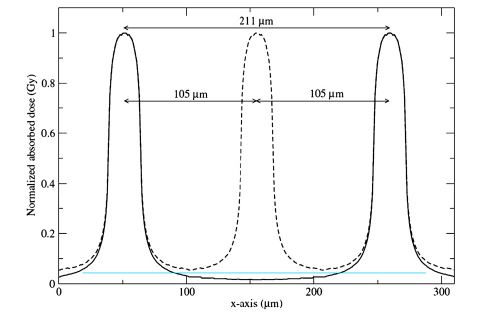 211 µm
1
105 µm
105 µm
0.8
0.6
0.4
0.2
0
Normalized absorbed dose (Gy)
0
100
200
300
x-axis (µm)